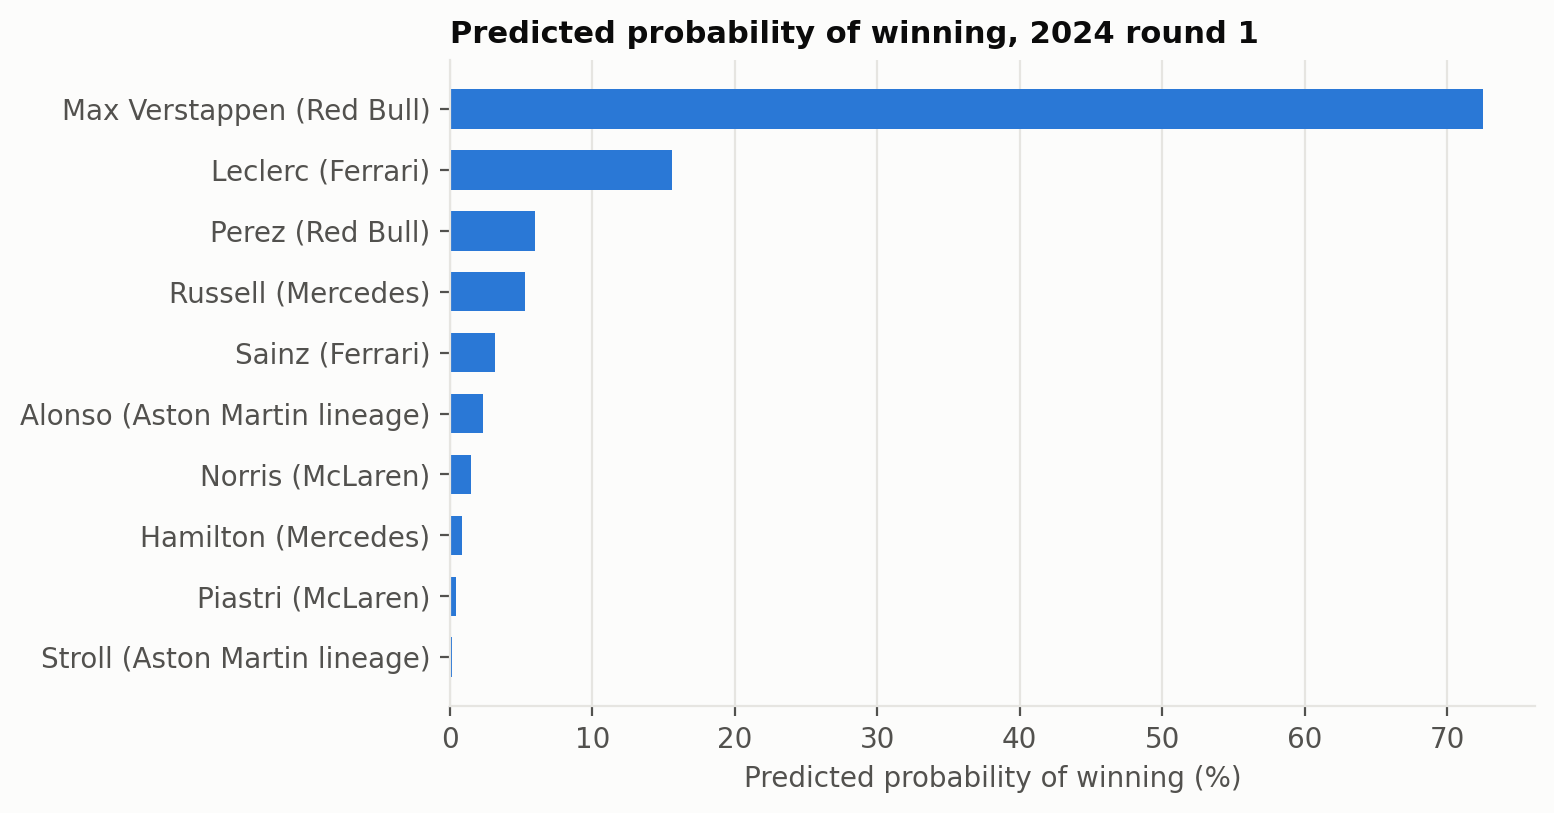 Predicted probability of winning, 2024 round 1
Max Verstappen (Red Bull)
Leclerc (Ferrari)
Perez (Red Bull)
Russell (Mercedes)
Sainz (Ferrari)
Alonso (Aston Martin lineage)
Norris (McLaren)
Hamilton (Mercedes)
Piastri (McLaren)
Stroll (Aston Martin lineage)
0 10 20 30 40 50 60 70
Predicted probability of winning (%)